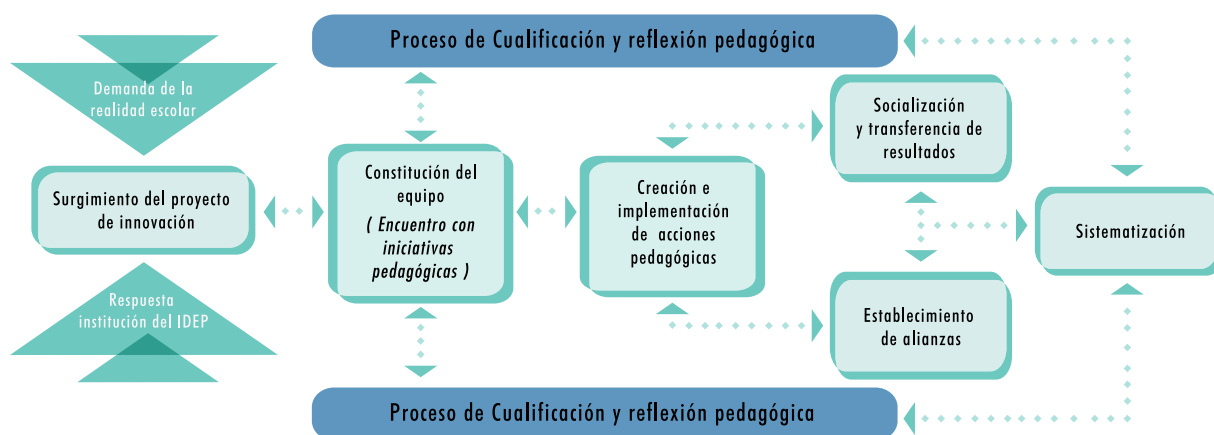 Proceso de Cualificación y reflexión pedagógica
Demanda de la
realidad escolar
Surgimiento del proyecto
de innovación
Respuesta
institución del IDEP
Constitución del
equipo
( Encuentro con
iniciativas
pedagógicas )
Creación e
implementación
de acciones
pedagógicas
Socialización
y transferencia de
resultados
Establecimiento
de alianzas
Sistematización
Proceso de Cualificación y reflexión pedagógica